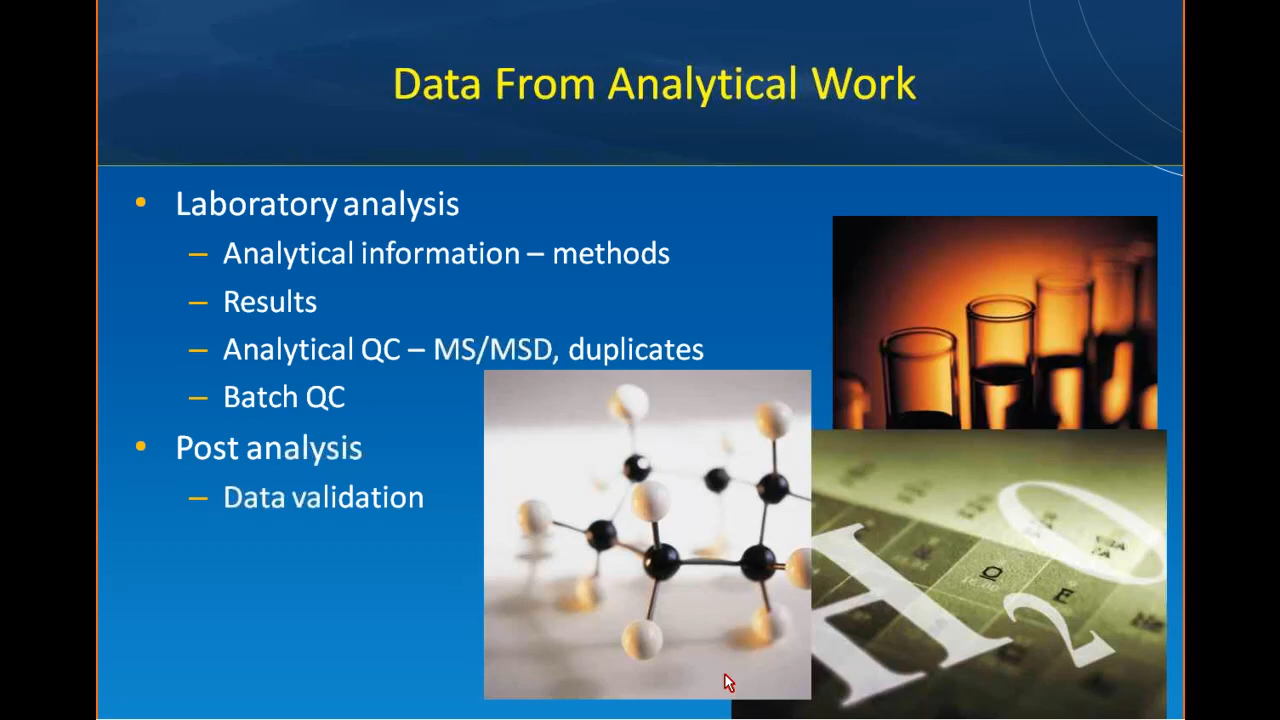 Data From Analytical Work
• Laboratory analysis
– Analytical information – methods
– Results
– Analytical QC – MS/MSD, duplicates
– Batch QC
• Post analysis
– Data validation
H2O
O